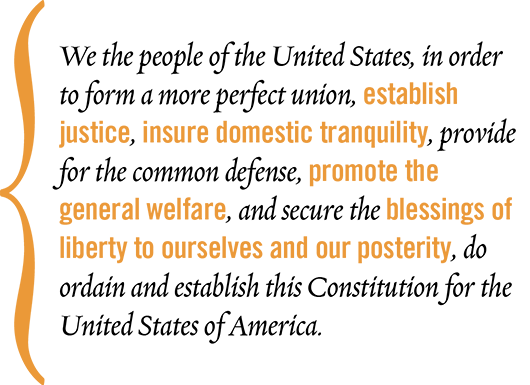 We the people of the United States, in order
to form a more perfect union, establish
justice, insure domestic tranquility, provide
for the common defense, promote the
general welfare, and secure the blessings of
liberty to ourselves and our posterity, do
ordain and establish this Constitution for the
United States of America.